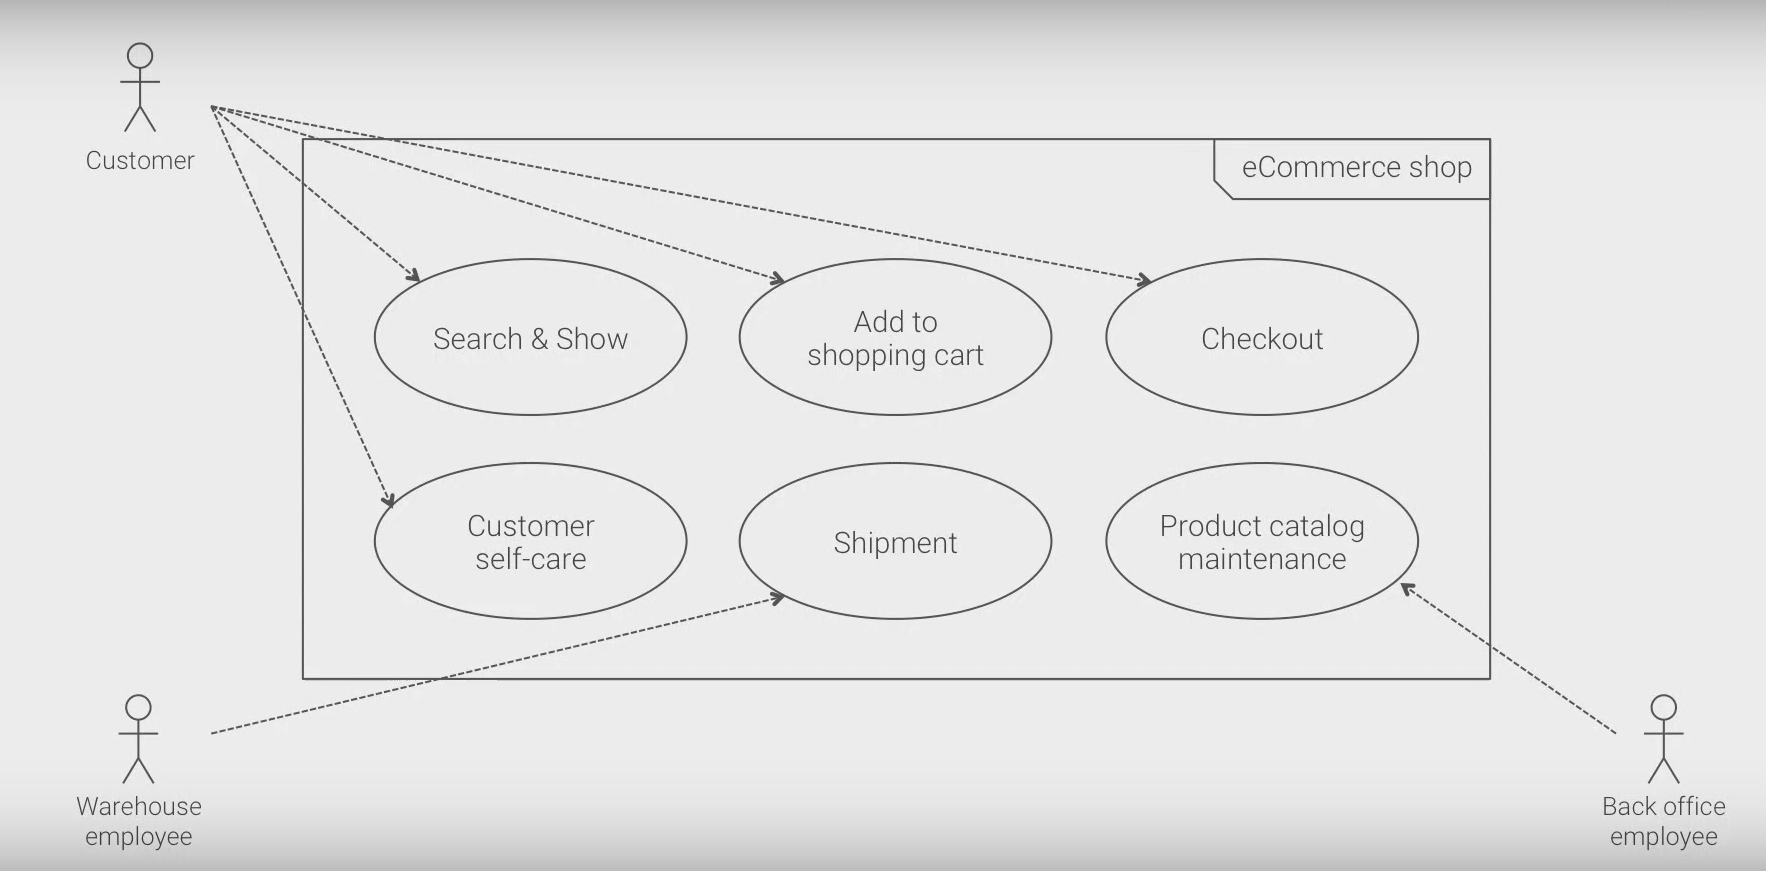 Customer
eCommerce shop
Search & Show
Add to
shopping cart
Checkout
Customer
self-care
Shipment
Product catalog
maintenance
Warehouse
employee
Back office
employee